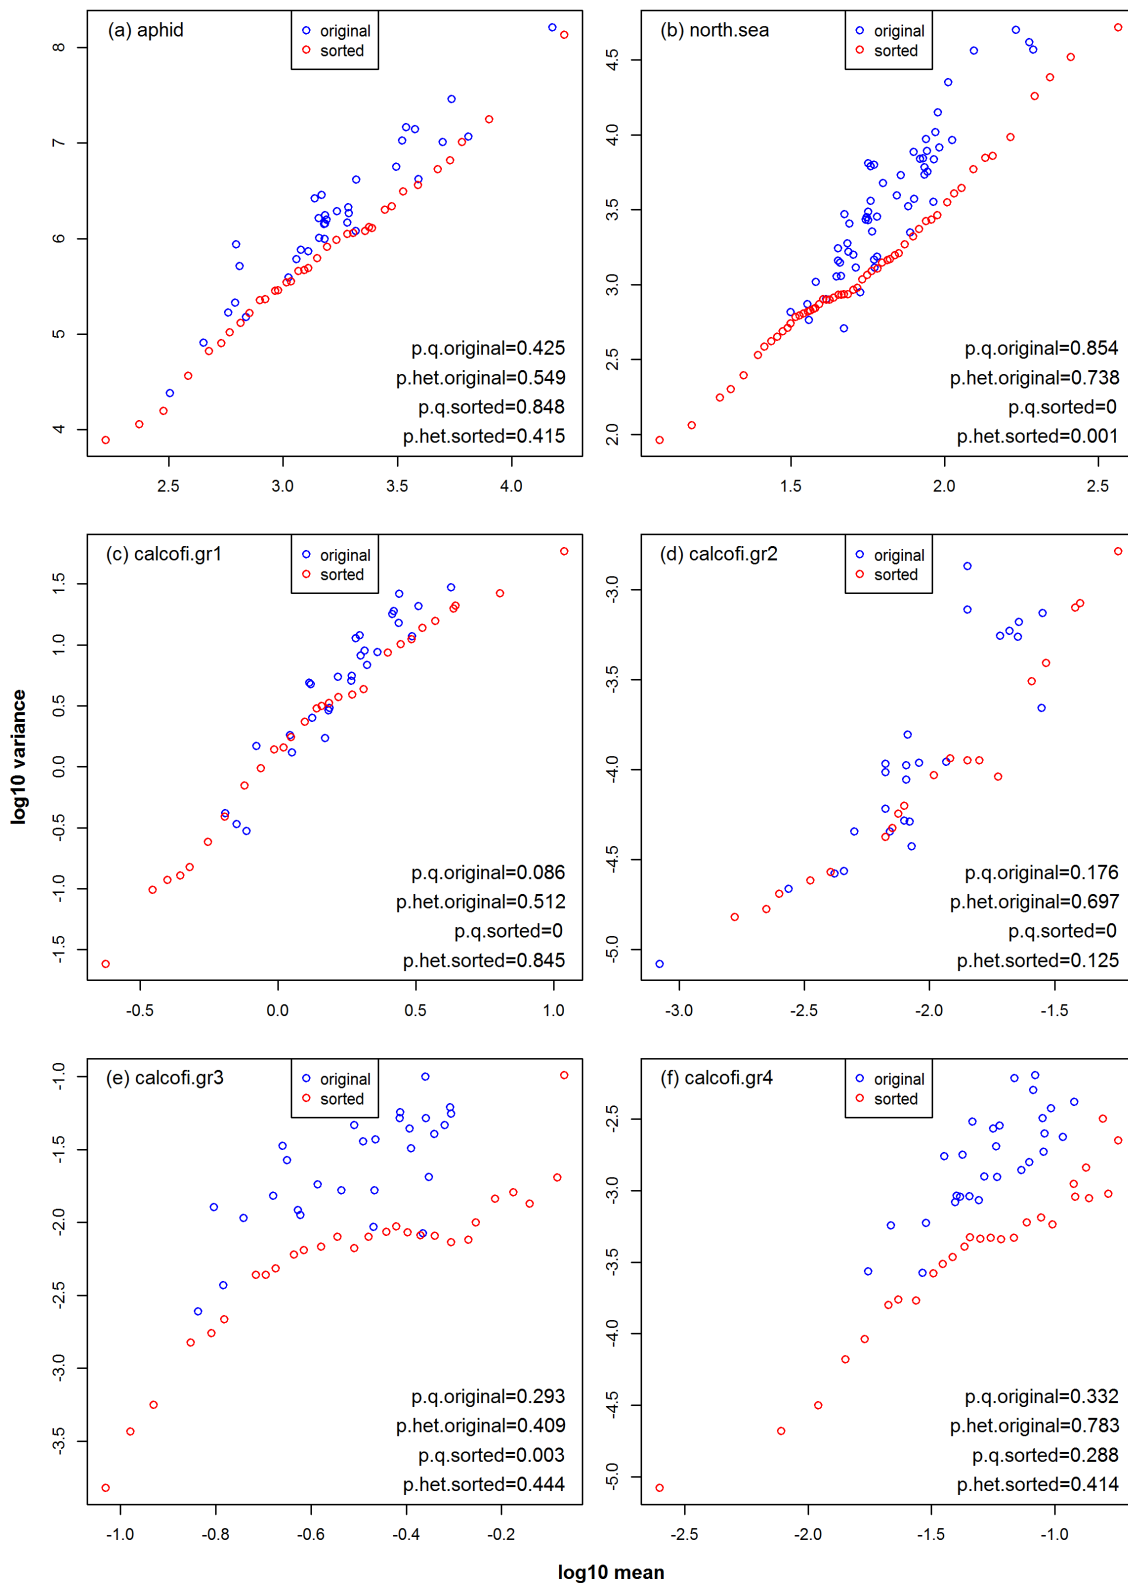 (a) aphid
original
sorted
8
7
6
5
4
p.q.original=0.425
p.het.original=0.549
p.q.sorted=0.848
p.het.sorted=0.415
2.5 3.0 3.5 4.0
(b) north.sea
original
sorted
4.5
4.0
3.5
3.0
2.5
2.0
p.q.original=0.854
p.het.original=0.738
p.q.sorted=0
p.het.sorted=0.001
1.5 2.0 2.5
(c) calcofi.gr1
original
sorted
1.5
1.0
0.5
0.0
-0.5
-1.0
-1.5
p.q.original=0.086
p.het.original=0.512
p.q.sorted=0
p.het.sorted=0.845
-0.5 0.0 0.5 1.0
(d) calcofi.gr2
original
sorted
-3.0
-3.5
-4.0
-4.5
-5.0
p.q.original=0.176
p.het.original=0.697
p.q.sorted=0
p.het.sorted=0.125
-3.0 -2.5 -2.0 -1.5
log10 variance
(e) calcofi.gr3
original
sorted
-1.0
-1.5
-2.0
-2.5
-3.0
-3.5
p.q.original=0.293
p.het.original=0.409
p.q.sorted=0.003
p.het.sorted=0.444
-1.0 -0.8 -0.6 -0.4 -0.2
(f) calcofi.gr4
original
sorted
-2.5
-3.0
-3.5
-4.0
-4.5
-5.0
p.q.original=0.332
p.het.original=0.783
p.q.sorted=0.288
p.het.sorted=0.414
-2.5 -2.0 -1.5 -1.0
log10 mean